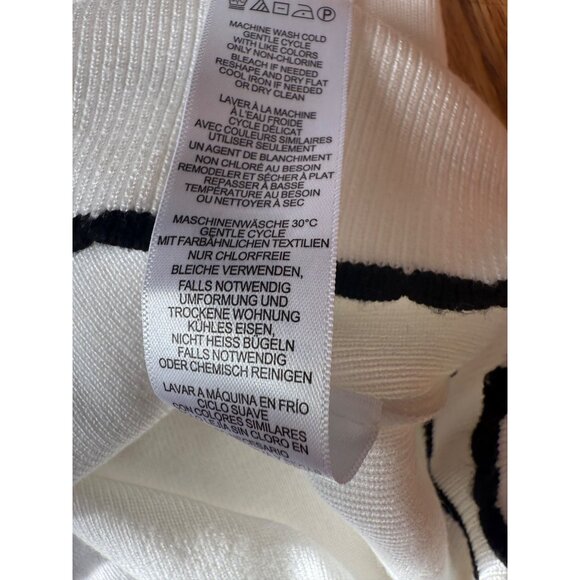 P
MACHINE WASH COLD
GENTLE CYCLE
WITH LIKE COLORS
ONLY NON-CHLORINE
BLEACH IF NEEDED
RESHAPE AND DRY FLAT
COOL IRON IF NEEDED
OR DRY CLEAN
LAVER À LA MACHINE
À L'EAU FROIDE
CYCLE DÉLICAT
AVEC COULEURS SIMILAIRES
UTILISER SEULEMENT
UN AGENT DE BLANCHIMENT
NON CHLORÉ AU BESOIN
REMODELER ET SÉCHER À PLAT
REPASSER À BASSE
TEMPÉRATURE AU BESOIN
OU NETTOYER À SEC
MASCHINENWÄSCHE 30°C
GENTLE CYCLE
MIT FARBÄHNLICHEN TEXTILIEN
NUR CHLORFREIE
BLEICHE VERWENDEN,
FALLS NOTWENDIG
UMFORMUNG UND
TROCKENE WOHNUNG
KÜHLES EISEN,
NICHT HEISS BÜGELN
FALLS NOTWENDIG
ODER CHEMISCH REINIGEN
LAVAR A MÁQUINA EN FRÍO
CICLO SUAVE
CON COLORES SIMILARES
SIN CLORO EN